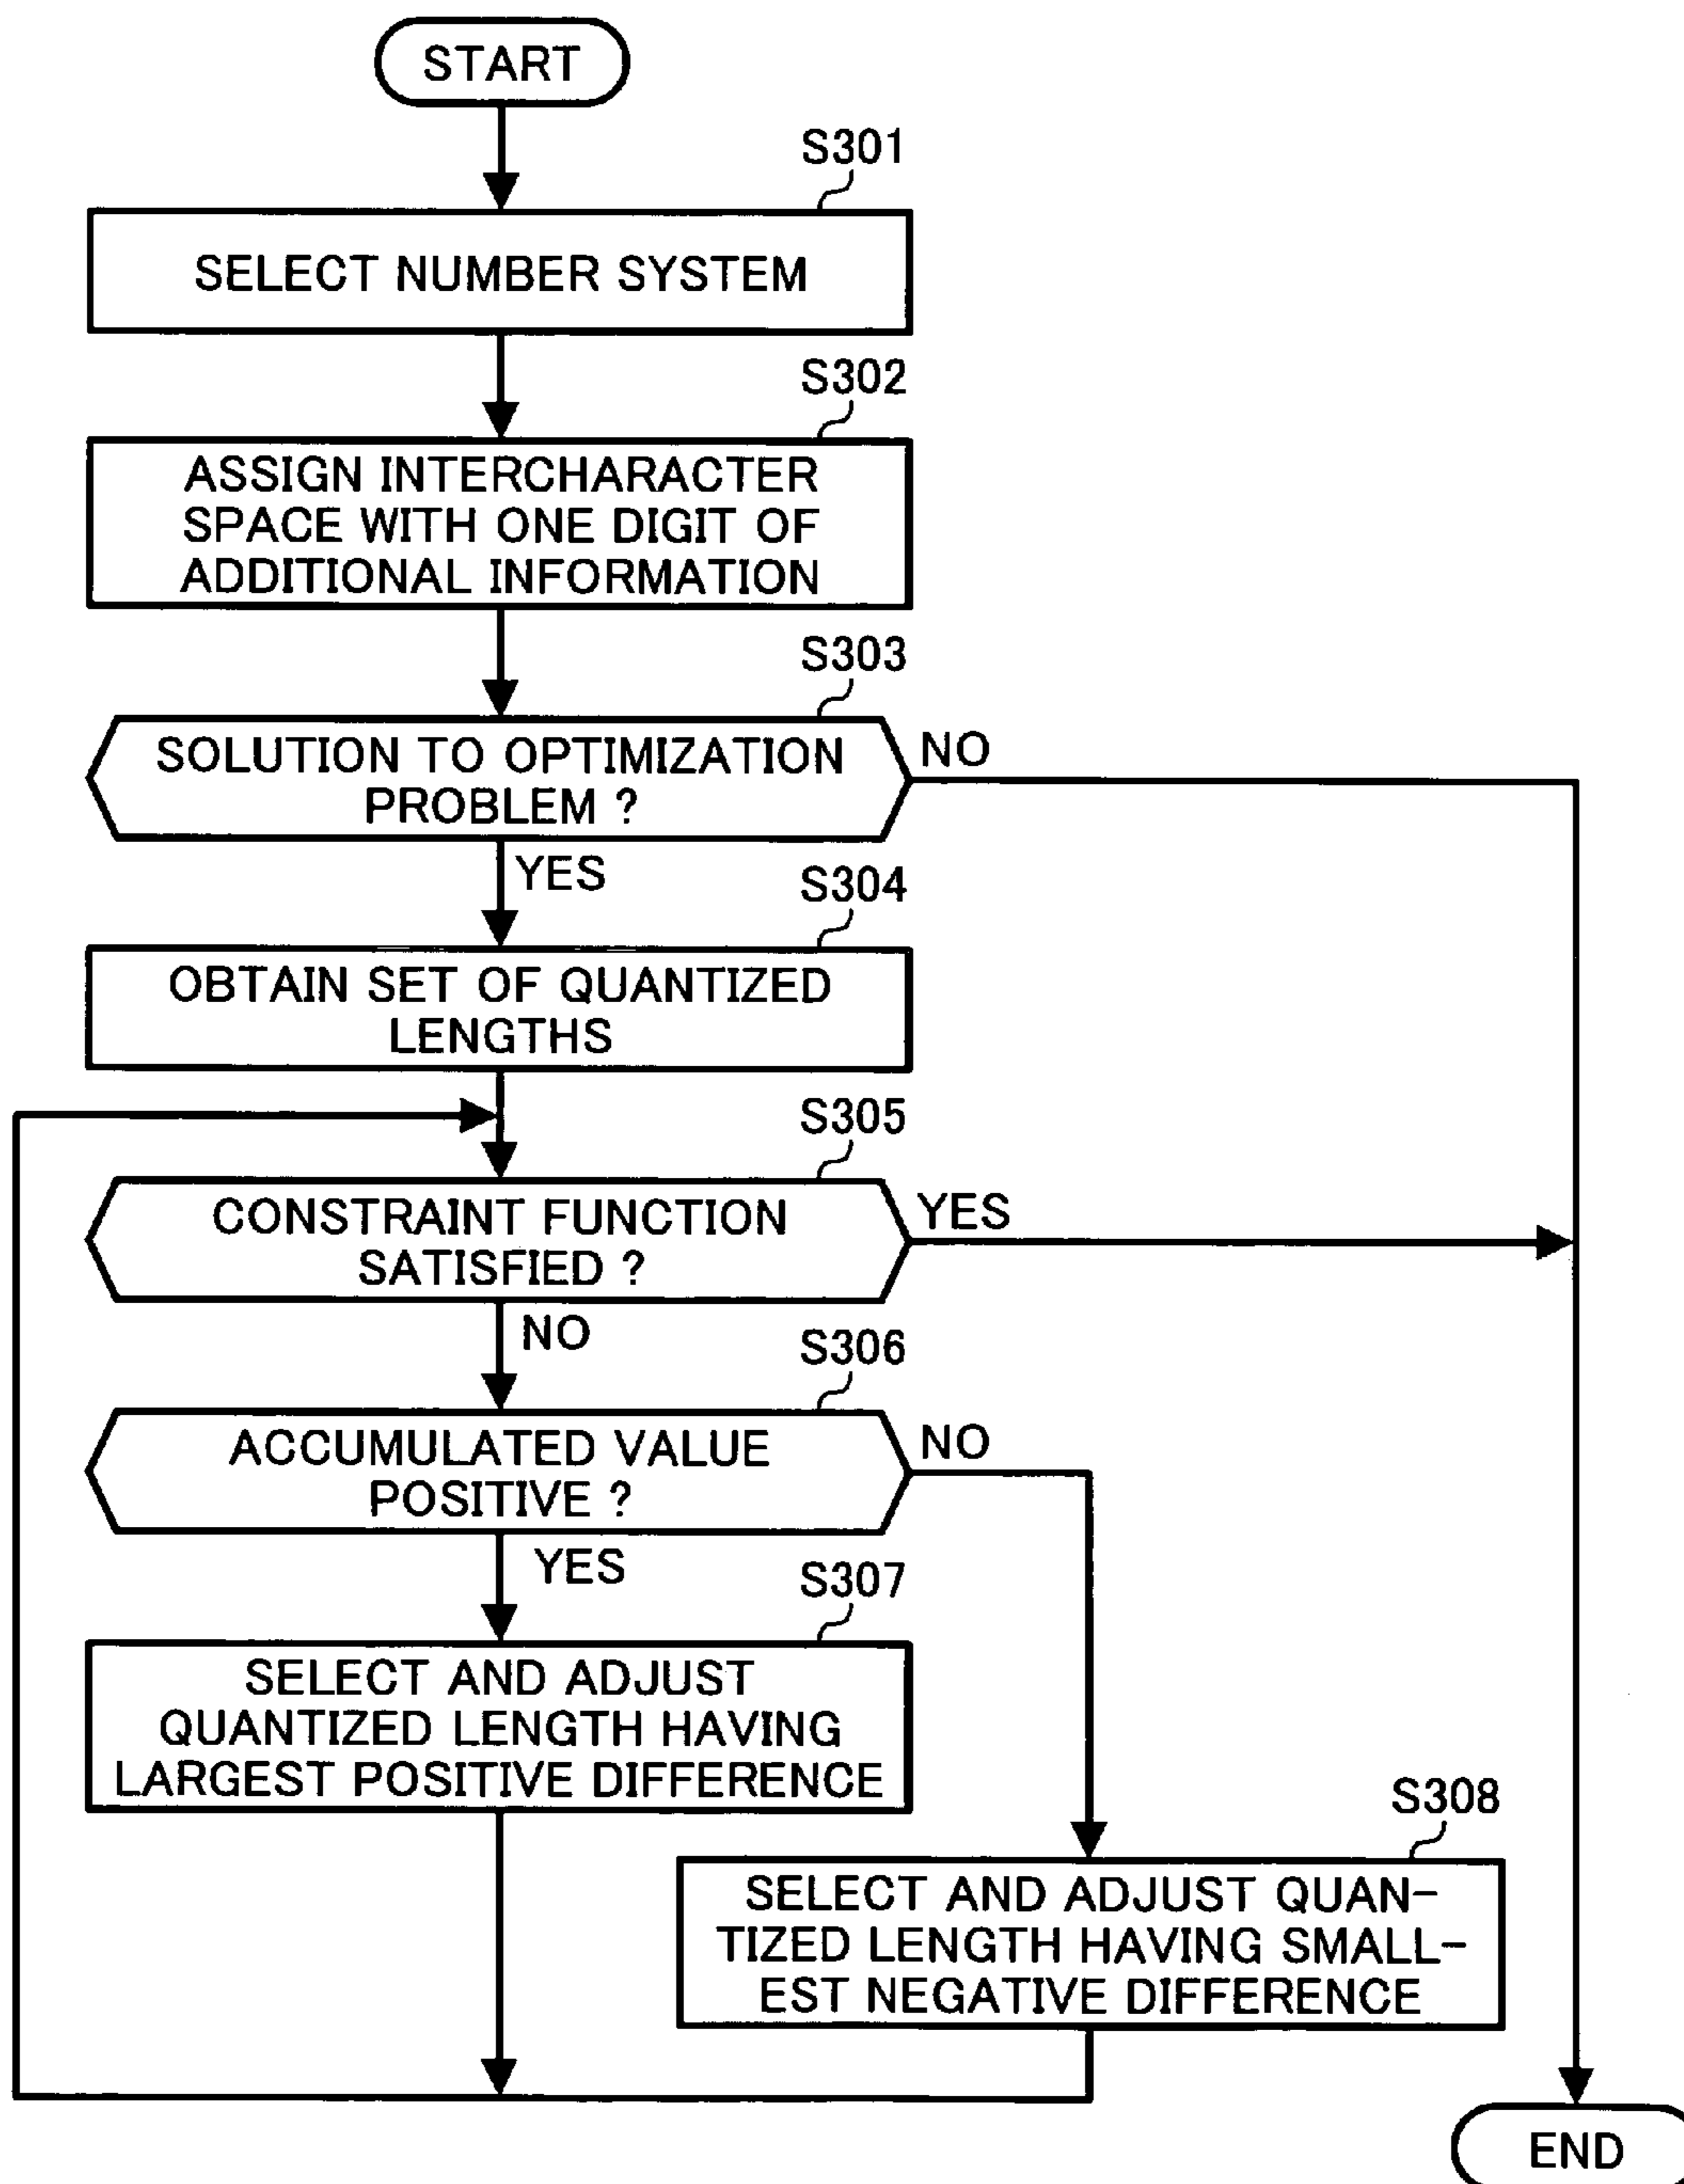 START
S301
SELECT NUMBER SYSTEM
S302
ASSIGN INTERCHARACTER
SPACE WITH ONE DIGIT OF
ADDITIONAL INFORMATION
S303
SOLUTION TO OPTIMIZATION
PROBLEM ?
NO
YES
S304
OBTAIN SET OF QUANTIZED
LENGTHS
S305
CONSTRAINT FUNCTION
SATISFIED ?
YES
NO
S306
ACCUMULATED VALUE
POSITIVE ?
NO
YES
S307
SELECT AND ADJUST
QUANTIZED LENGTH HAVING
LARGEST POSITIVE DIFFERENCE
S308
SELECT AND ADJUST QUAN-
TIZED LENGTH HAVING SMALL-
EST NEGATIVE DIFFERENCE
END